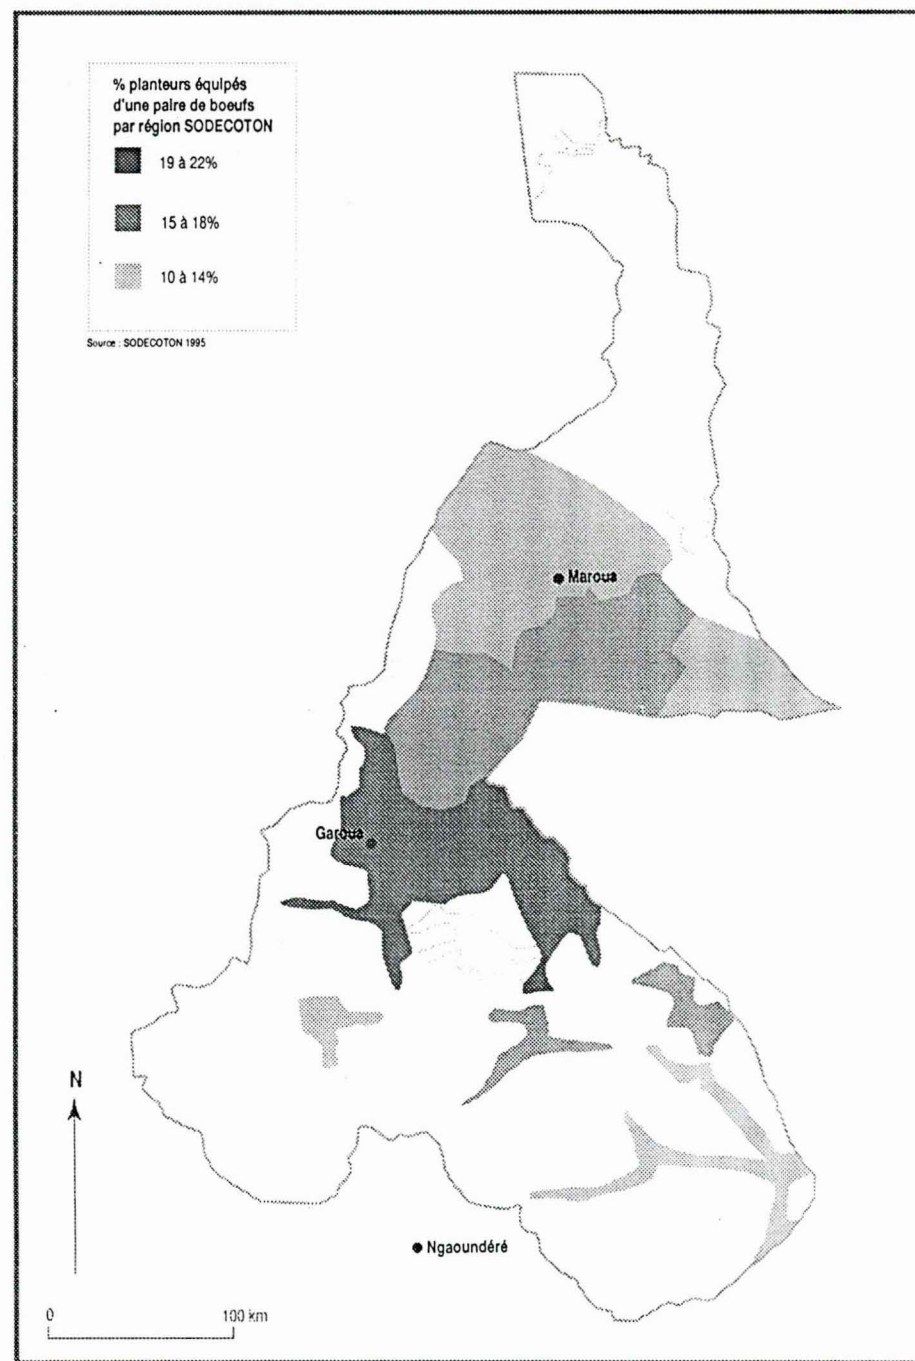 % planteurs équipés
d'une paire de boeufs
par région SODECOTON
19 à 22%
15 à 18%
10 à 14%
Source : SODECOTON 1995
Maroua
Garoua
N
Ngaoundéré
0 100 km